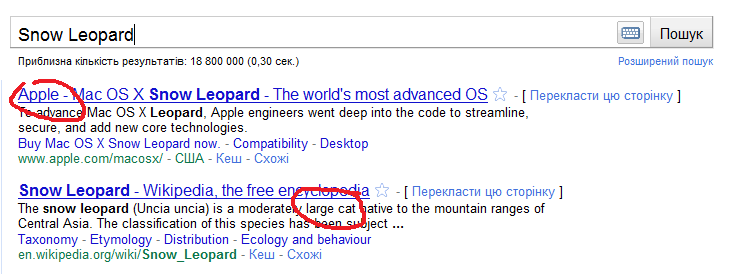 Snow Leopard Пошук
Приблизна кількість результатів: 18 800 000 (0,30 сек.) Розширений пошук
Apple - Mac OS X Snow Leopard - The world's most advanced OS - [ Перекласти цю сторінку ]
To advance Mac OS X Leopard, Apple engineers went deep into the code to streamline,
secure, and add new core technologies.
Buy Mac OS X Snow Leopard now. - Compatibility - Desktop
www.apple.com/macosx/ - США - Кеш - Схожі
Snow Leopard - Wikipedia, the free encyclopedia - [ Перекласти цю сторінку ]
The snow leopard (Uncia uncia) is a moderately large cat native to the mountain ranges of
Central Asia. The classification of this species has been subject ...
Taxonomy - Etymology - Distribution - Ecology and behaviour
en.wikipedia.org/wiki/Snow_Leopard - Кеш - Схожі